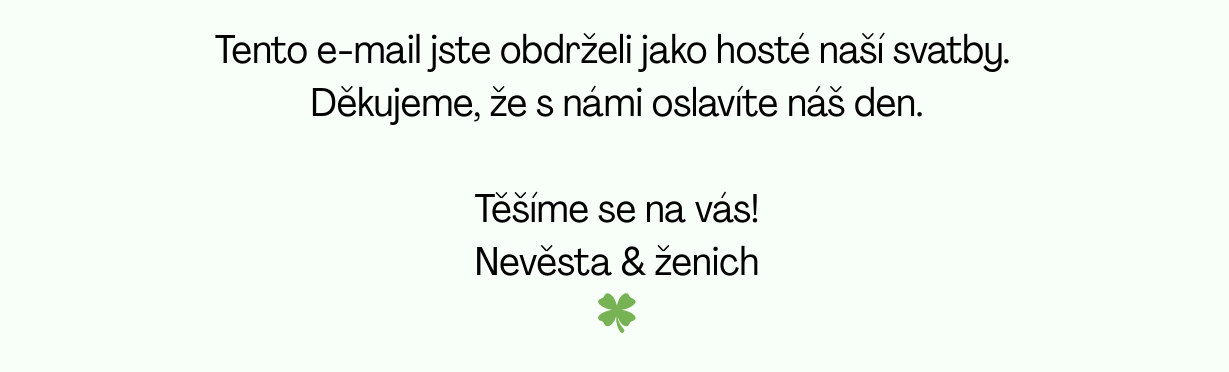 Tento e-mail jste obdrželi jako hosté naší svatby.
Děkujeme, že s námi oslavíte náš den.
Těšíme se na vás!
Nevěsta & ženich